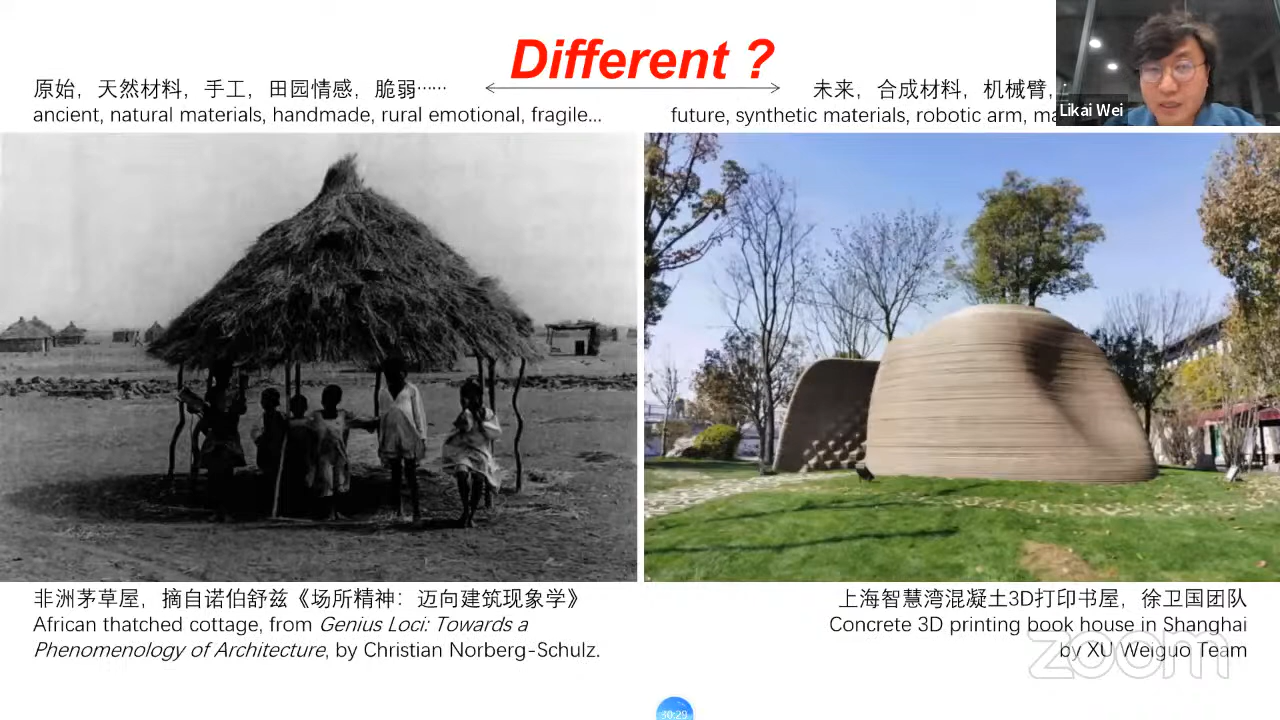 Different ?
原始，天然材料，手工，田园情感，脆弱……
ancient, natural materials, handmade, rural emotional, fragile...
未来，合成材料，机械臂,
future, synthetic materials, robotic arm,
Likai Wei
非洲茅草屋，摘自诺伯舒兹《场所精神：迈向建筑现象学》
African thatched cottage, from Genius Loci: Towards a
Phenomenology of Architecture, by Christian Norberg-Schulz.
上海智慧湾混凝土3D打印书屋，徐卫国团队
Concrete 3D printing book house in Shanghai
by XU Weiguo Team
zoom
30:29